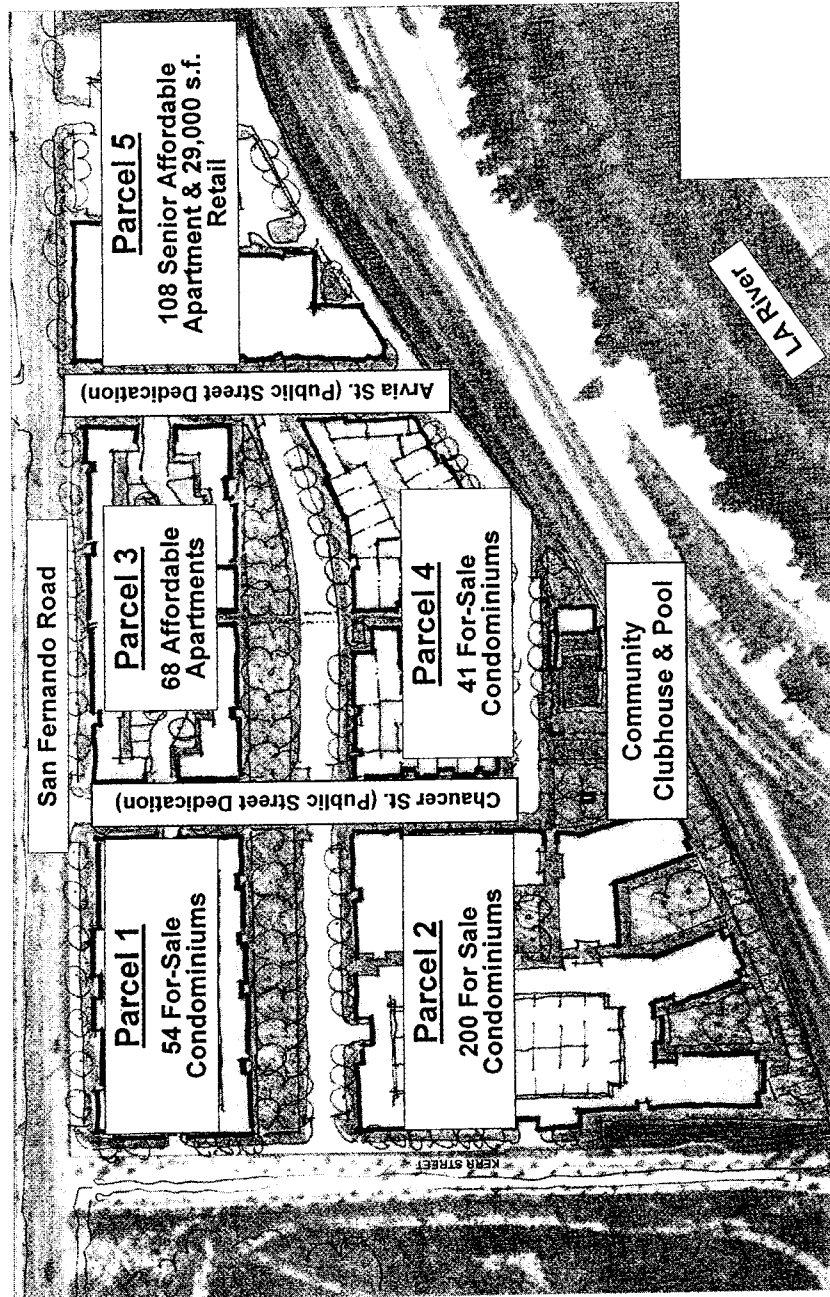 San Fernando Road
Parcel 1
54 For-Sale
Condominiums
Parcel 3
68 Affordable
Apartments
Parcel 5
108 Senior Affordable
Apartment & 29,000 s.f.
Retail
Chaucer St. (Public Street Dedication)
Arvia St. (Public Street Dedication)
Parcel 2
200 For Sale
Condominiums
Parcel 4
41 For-Sale
Condominiums
Community
Clubhouse & Pool
LA River
KERR STREET